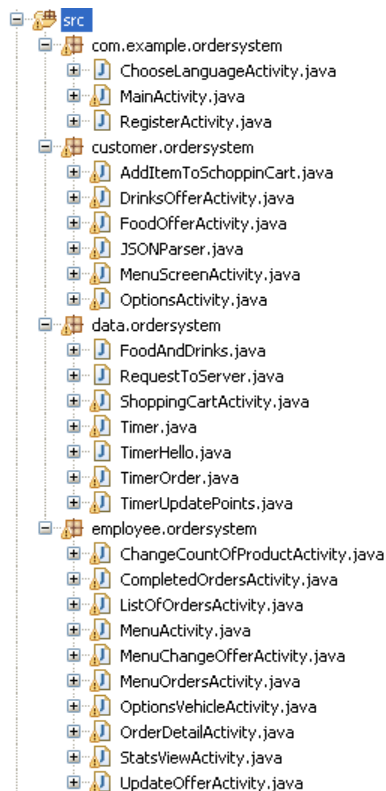 src
com.example.ordersystem
ChooseLanguageActivity.java
MainActivity.java
RegisterActivity.java
customer.ordersystem
AddItemToSchoppinCart.java
DrinksOfferActivity.java
FoodOfferActivity.java
JSONParser.java
MenuScreenActivity.java
OptionsActivity.java
data.ordersystem
FoodAndDrinks.java
RequestToServer.java
ShoppingCartActivity.java
Timer.java
TimerHello.java
TimerOrder.java
TimerUpdatePoints.java
employee.ordersystem
ChangeCountOfProductActivity.java
CompletedOrdersActivity.java
ListOfOrdersActivity.java
MenuActivity.java
MenuChangeOfferActivity.java
MenuOrdersActivity.java
OptionsVehicleActivity.java
OrderDetailActivity.java
StatsViewActivity.java
UpdateOfferActivity.java